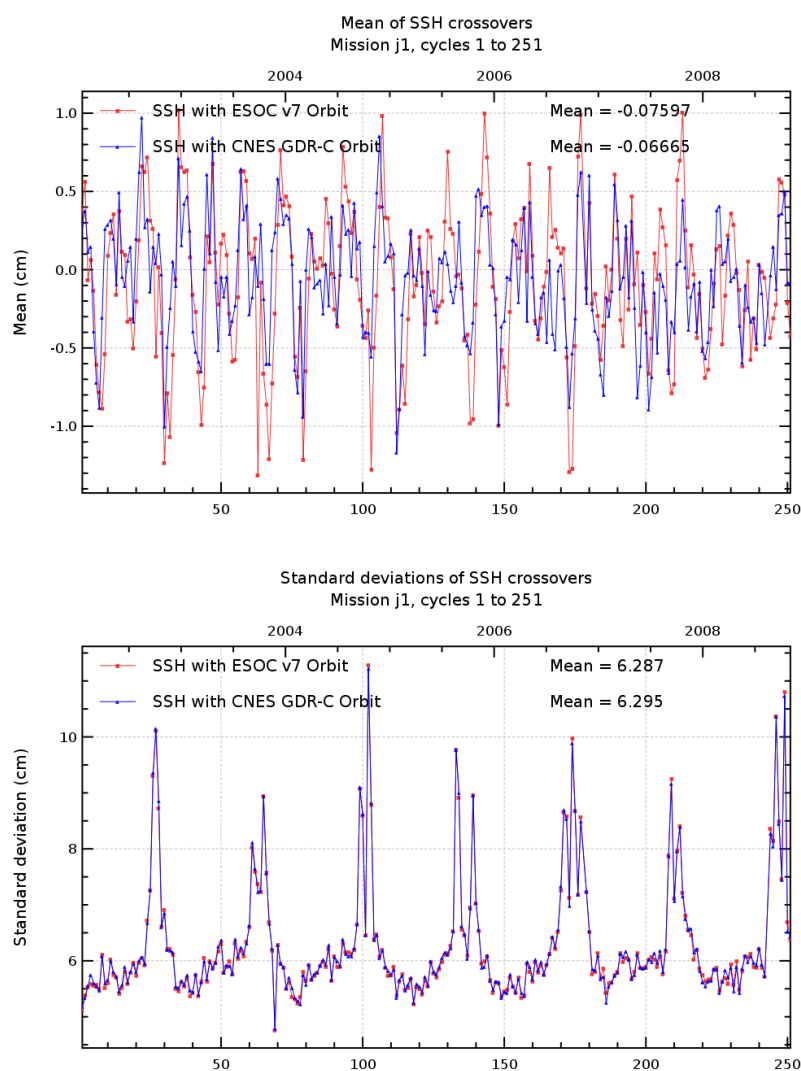 Mean of SSH crossovers
Mission j1, cycles 1 to 251
2004 2006 2008
SSH with ESOC v7 Orbit Mean = -0.07597
SSH with CNES GDR-C Orbit Mean = -0.06665
Mean (cm)
1.0
0.5
0.0
-0.5
-1.0
50 100 150 200 250
Standard deviations of SSH crossovers
Mission j1, cycles 1 to 251
2004 2006 2008
SSH with ESOC v7 Orbit Mean = 6.287
SSH with CNES GDR-C Orbit Mean = 6.295
Standard deviation (cm)
10
8
6
50 100 150 200 250